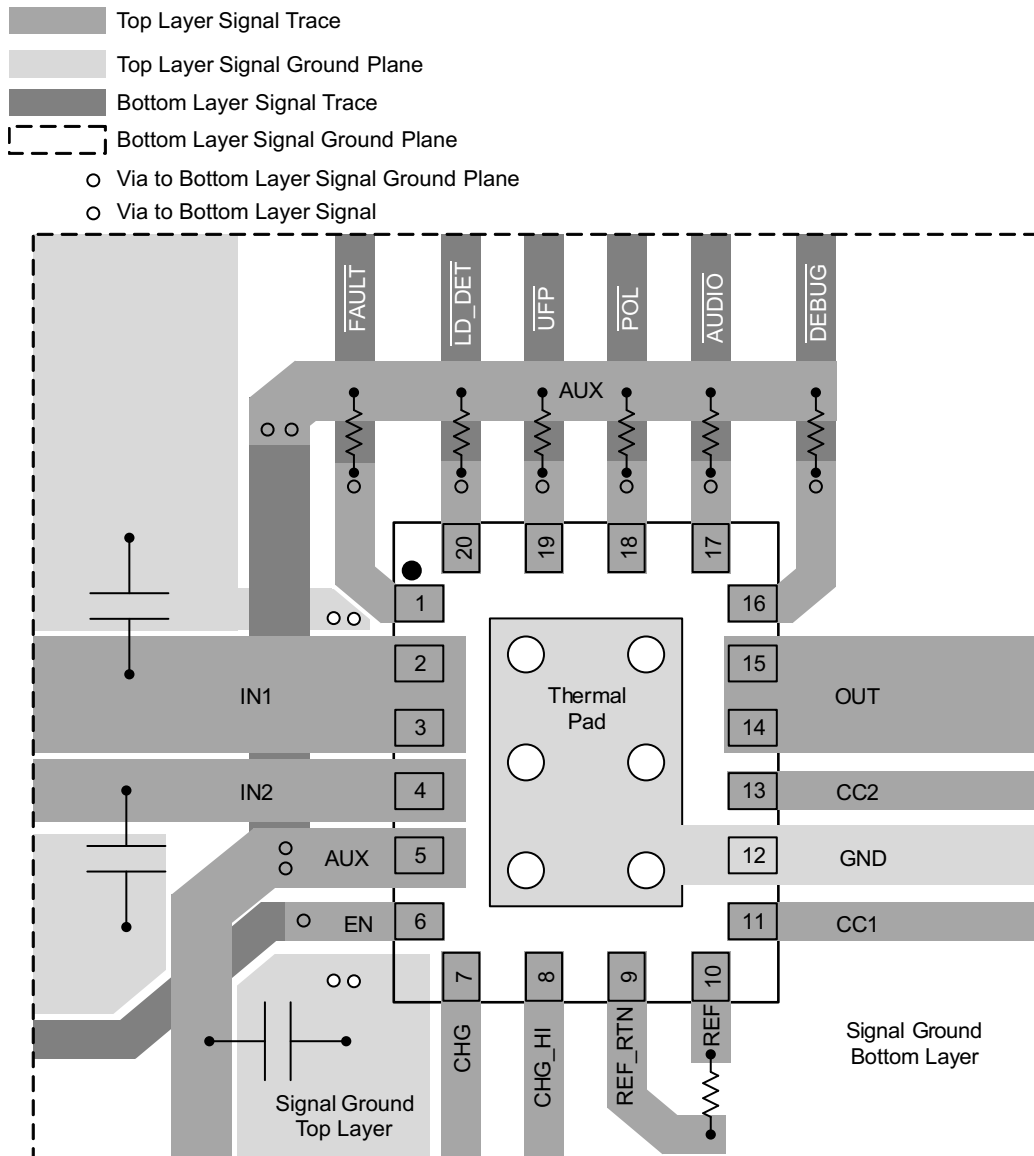 Top Layer Signal Trace
Top Layer Signal Ground Plane
Bottom Layer Signal Trace
Bottom Layer Signal Ground Plane
Via to Bottom Layer Signal Ground Plane
Via to Bottom Layer Signal
FAULT
LD_DET
UFP
POL
AUDIO
DEBUG
AUX
20
19
18
17
1
16
2
15
IN1
Thermal
Pad
OUT
3
14
IN2
4
13
CC2
AUX
5
12
GND
EN
6
11
CC1
7
8
9
10
CHG
CHG_HI
REF_RTN
REF
Signal Ground
Bottom Layer
Signal Ground
Top Layer